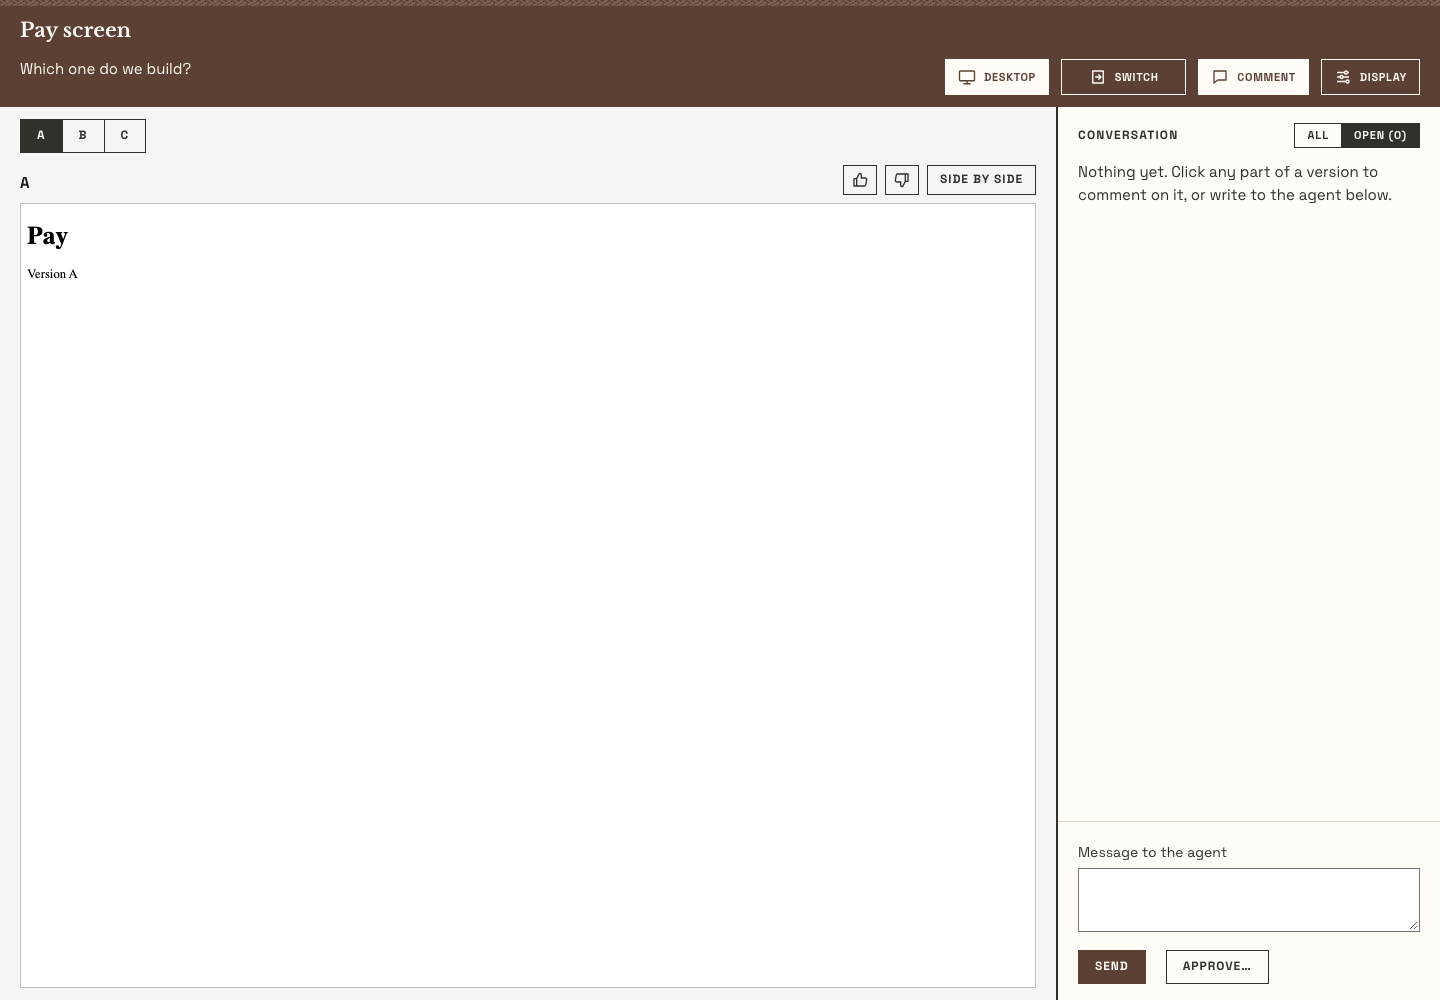 Pay screen
Which one do we build?
DESKTOP
SWITCH
COMMENT
DISPLAY
A B C
A
SIDE BY SIDE
Pay
Version A
CONVERSATION
ALL OPEN (0)
Nothing yet. Click any part of a version to
comment on it, or write to the agent below.
Message to the agent
SEND
APPROVE…